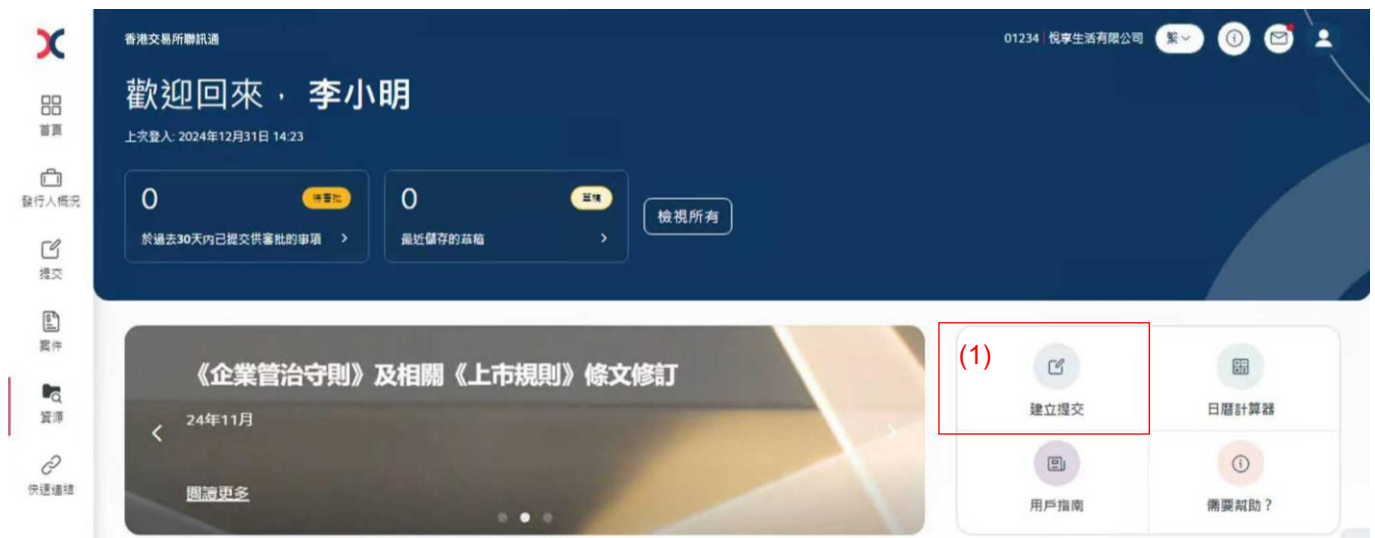 香港交易所聯訊通
01234 | 悅享生活有限公司
繁
歡迎回來， 李小明
上次登入: 2024年12月31日 14:23
首頁
發行人概況
提交
案件
資源
快速連結
0
待審批
於過去30天內已提交供審批的事項
0
草稿
最近儲存的草稿
檢視所有
《企業管治守則》及相關《上市規則》條文修訂
24年11月
閱讀更多
(1)
建立提交
日曆計算器
用戶指南
需要幫助？